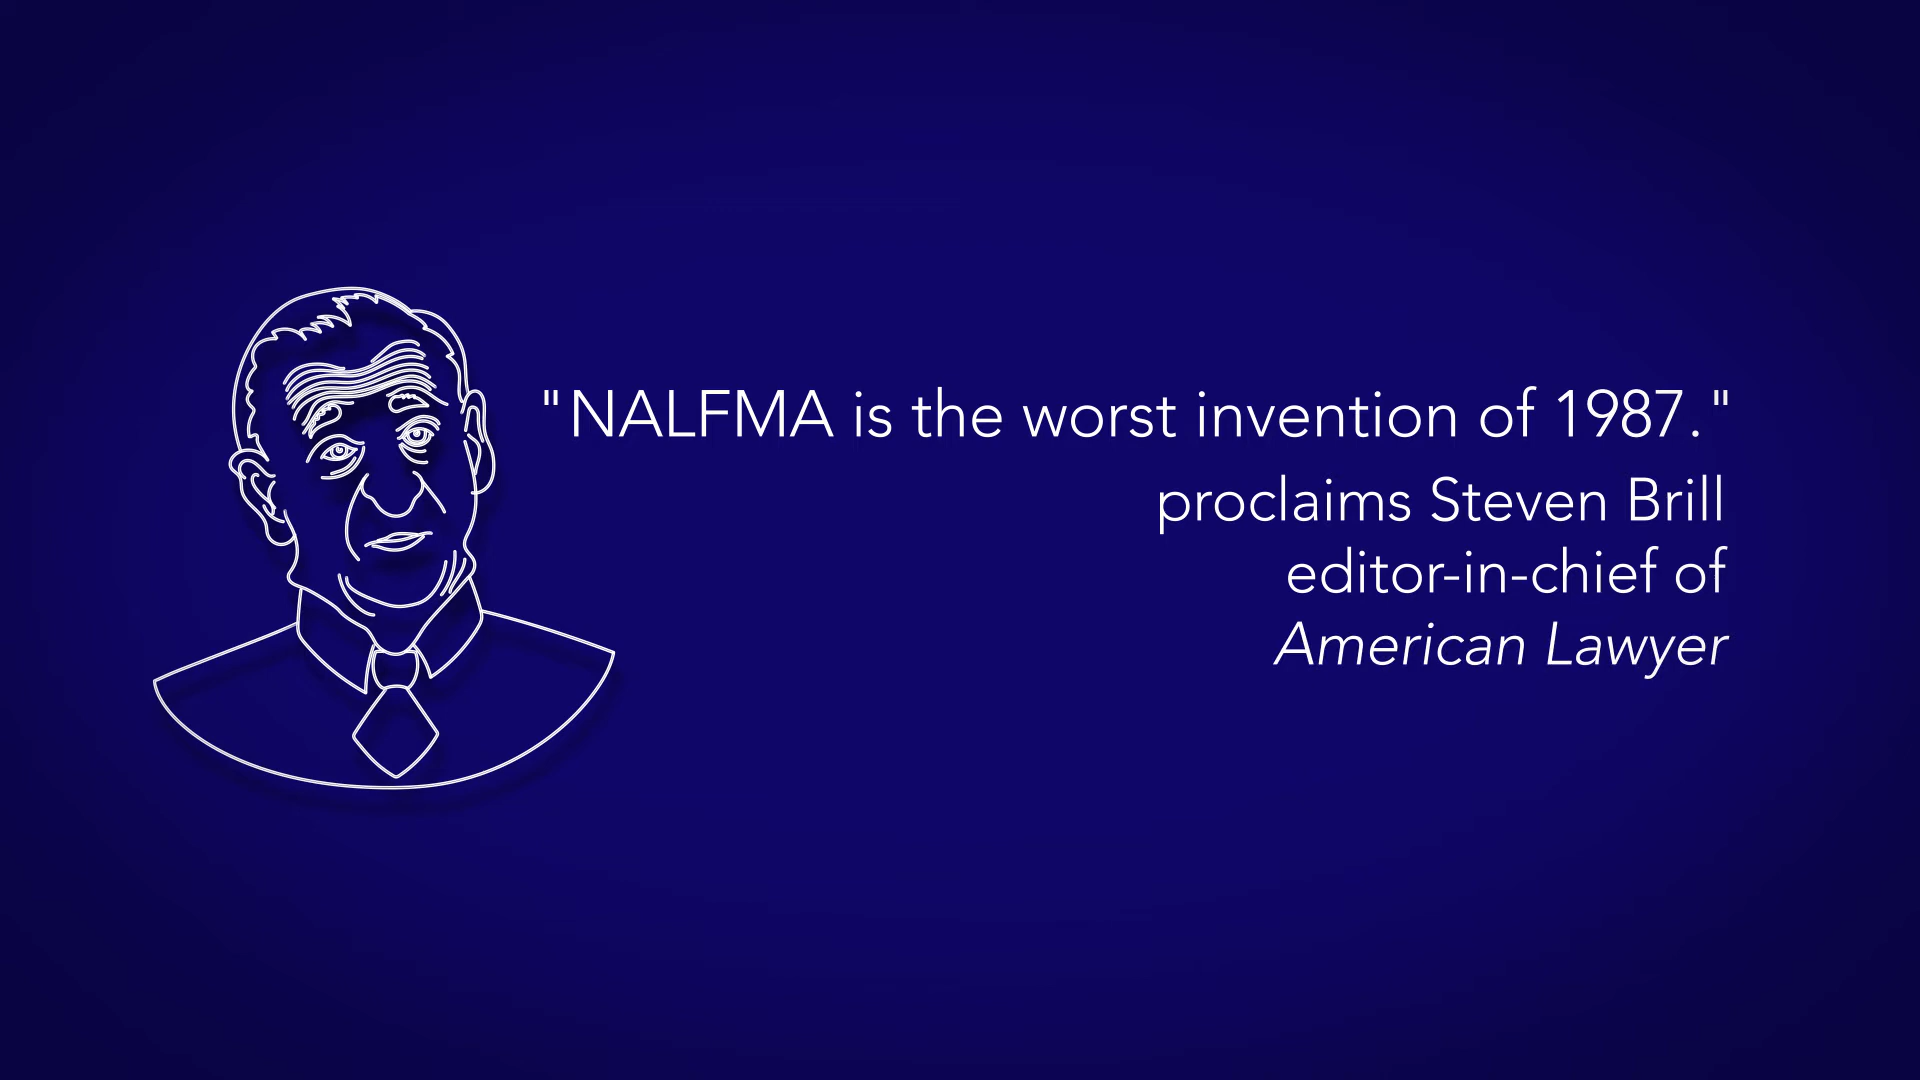 "NALFMA is the worst invention of 1987."
proclaims Steven Brill
editor-in-chief of
American Lawyer